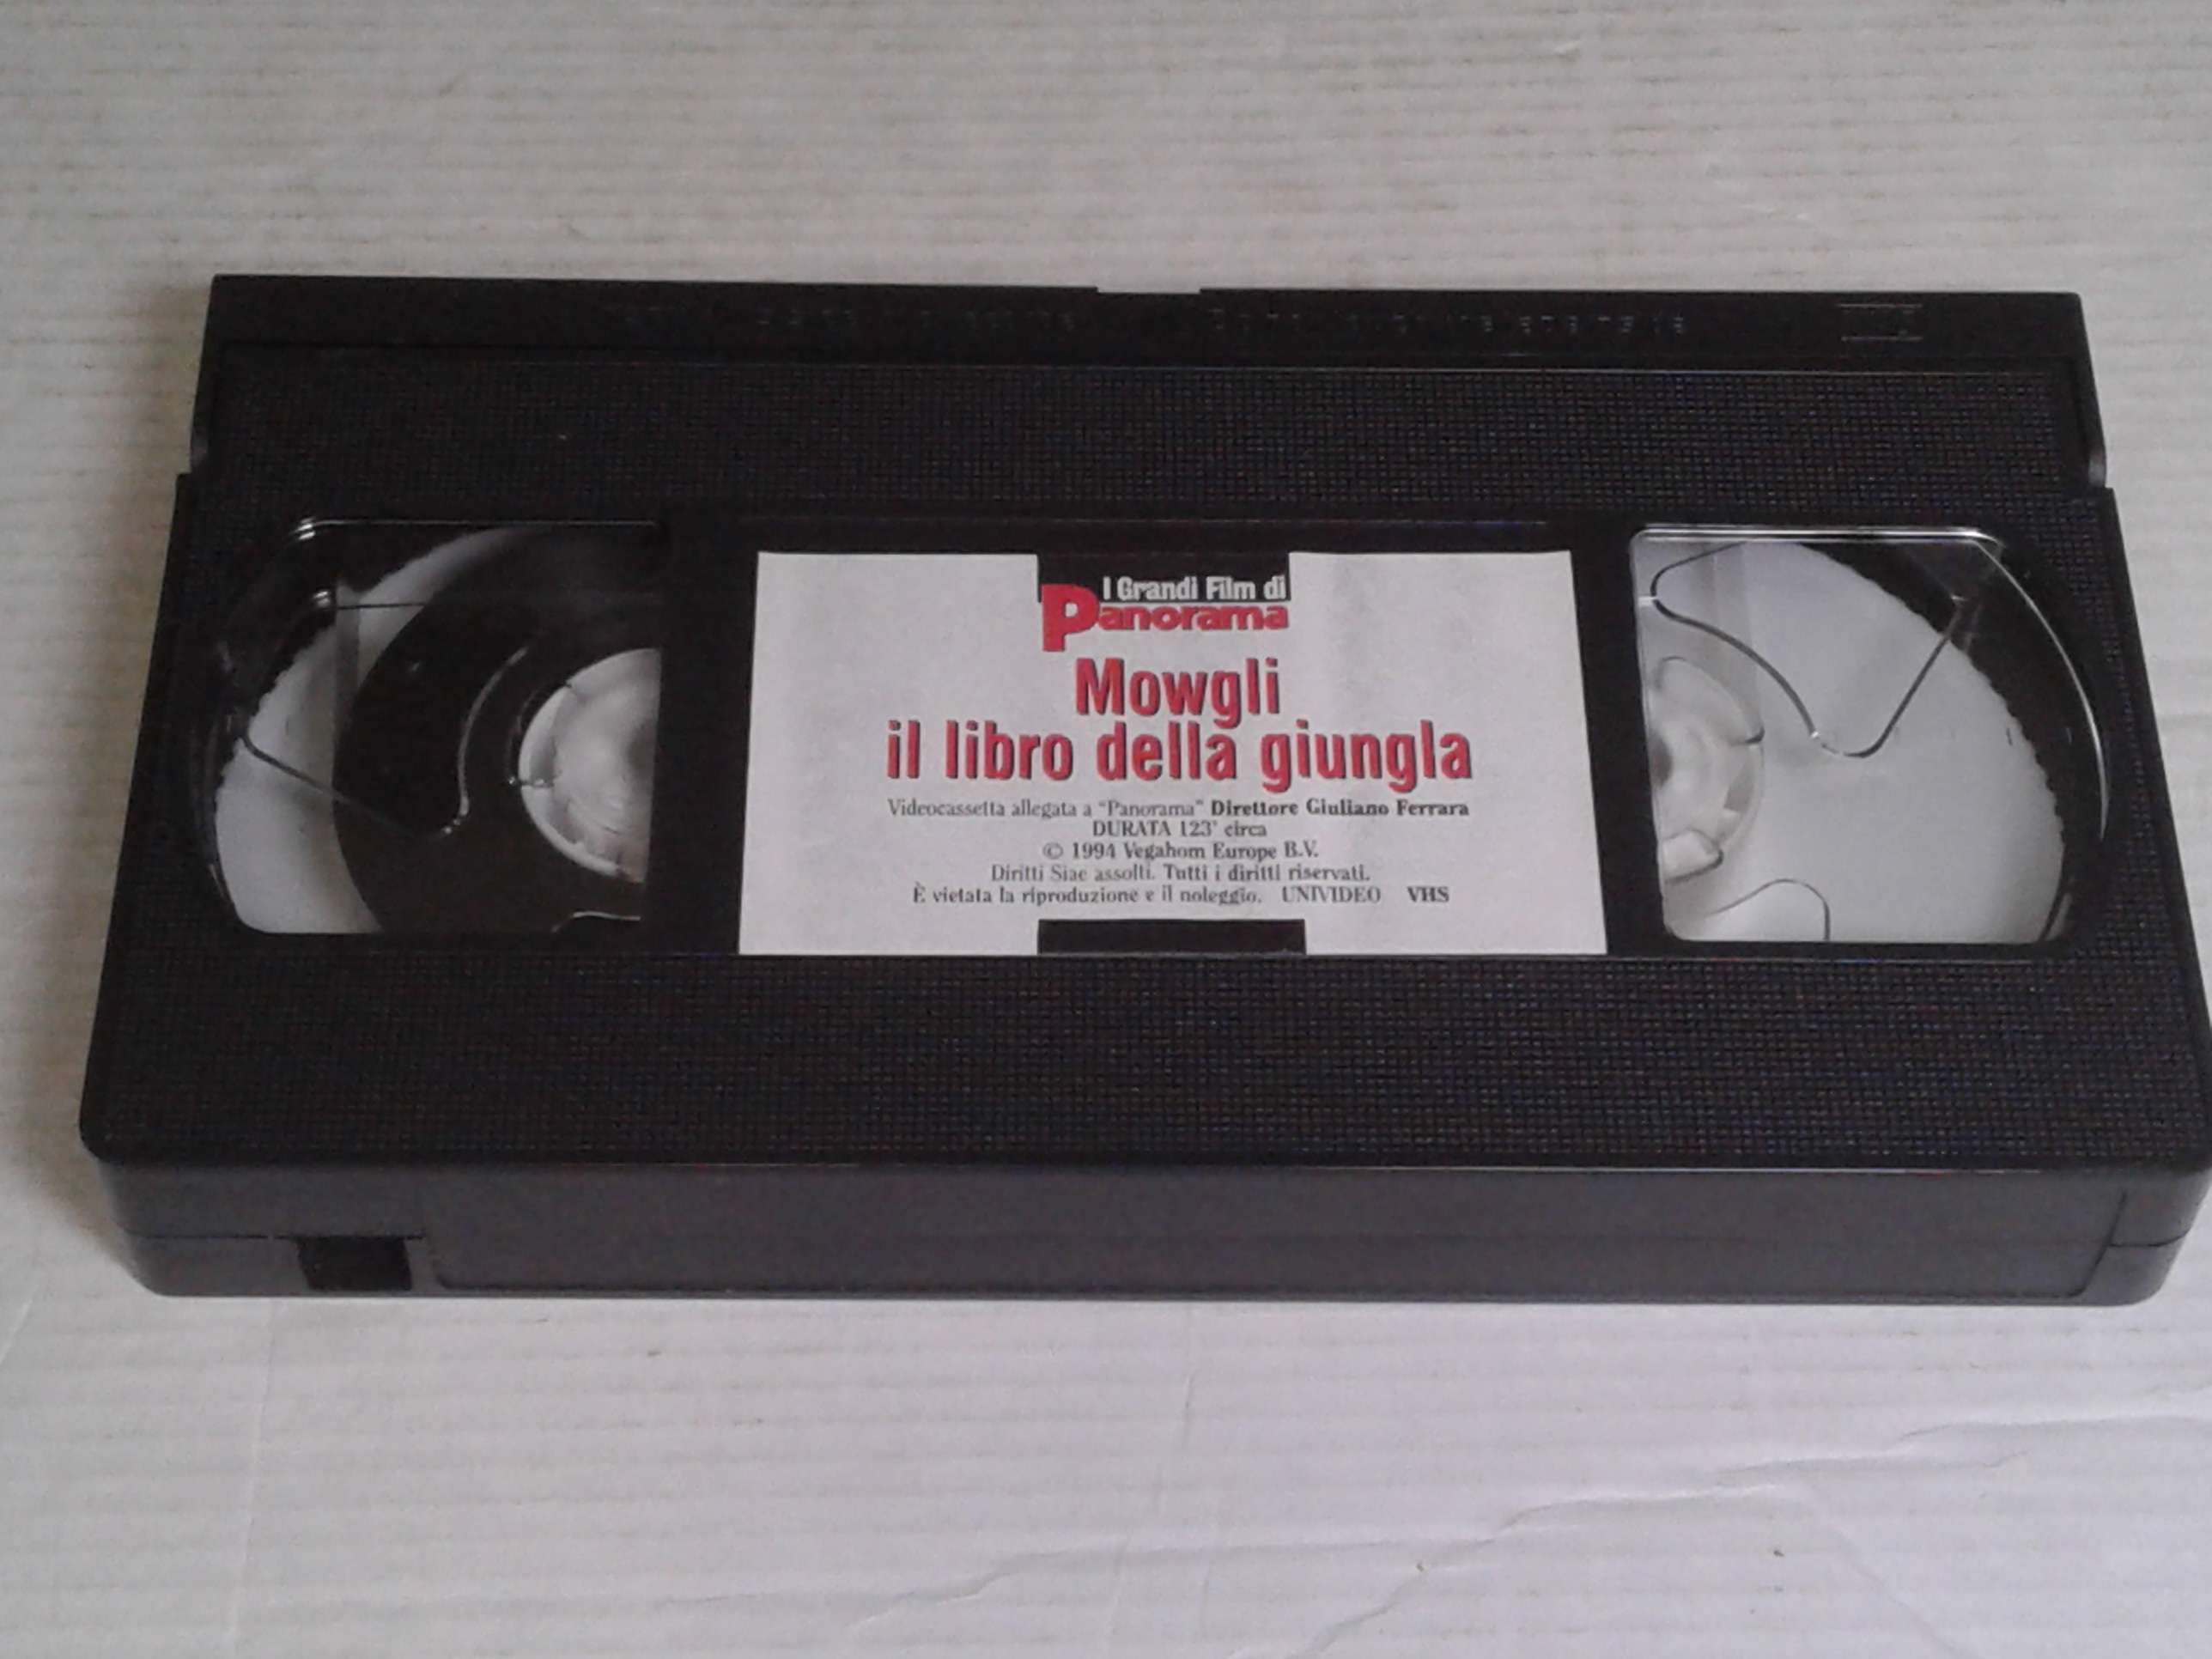 I Grandi Film di
Panorama
Mowgli
il libro della giungla
Videocassetta allegata a "Panorama" Direttore Giuliano Ferrara
DURATA 123' circa
© 1994 Vegahom Europe B.V.
Diritti Siae assolti. Tutti i diritti riservati.
È vietata la riproduzione e il noleggio. UNIVIDEO VHS